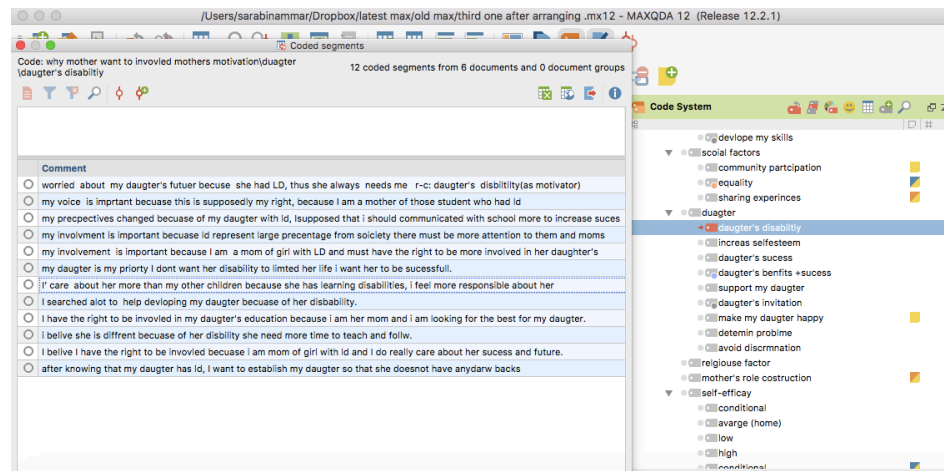 /Users/sarabinammar/Dropbox/latest max/old max/third one after arranging .mx12 - MAXQDA 12 (Release 12.2.1)
Coded segments
Code: why mother want to invovled mothers motivation\duagter
\daugter's disabiltiy
12 coded segments from 6 documents and 0 document groups
Comment
worried about my daugter's futuer becuse she had LD, thus she always needs me r-c: daugter's disbiltilty(as motivator)
my voice is imprtant becuase this is supposedly my right, because I am a mother of those student who had ld
my precpectives changed becuase of my daugter with ld, Isupposed that i should communicated with school more to increase suces
my involvment is important becuase ld represent large precentage from soiciety there must be more attention to them and moms
my involvement is important because I am a mom of girl with LD and must have the right to be more involved in her daughter's
my daugter is my priorty I dont want her disability to limted her life i want her to be sucessfull.
I' care about her more than my other children because she has learning disabilities, i feel more responsible about her
I searched alot to help devloping my daugter becuse of her disbability.
I have the right to be invovled in my daugter's education because i am her mom and i am looking for the best for my daugter.
i belive she is diffrent becuase of her disbility she need more time to teach and follw.
I belive I have the right to be invovled becuase i am mom of girl with ld and I do really care about her sucess and future.
after knowing that my daugter has ld, I want to establish my daugter so that she doesnot have anydarw backs
Code System
devlope my skills
scoial factors
community partcipation
equality
sharing experinces
duagter
daugter's disabiltiy
increas selfesteem
daugter's sucess
daugter's benfits +sucess
support my daugter
daugter's invitation
make my daugter happy
detemin problme
avoid discrmnation
relgiouse factor
mother's role costruction
self-efficay
conditional
avarge (home)
low
high
conditional